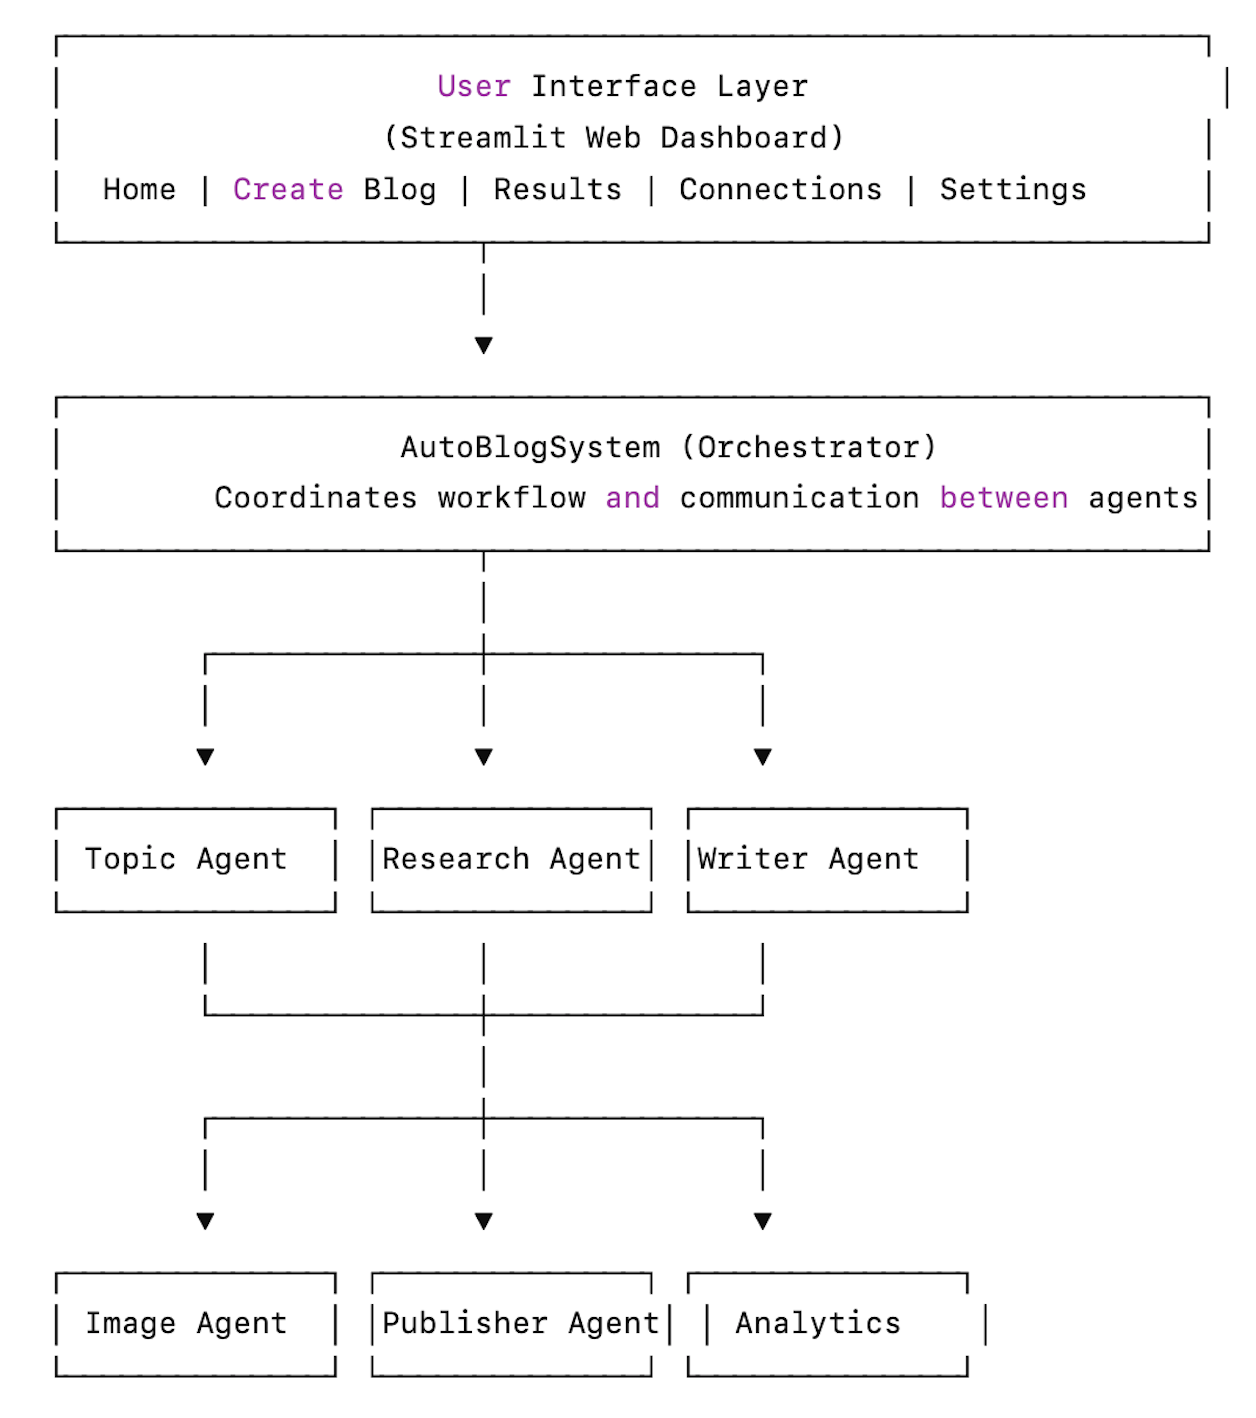 User Interface Layer
(Streamlit Web Dashboard)
Home | Create Blog | Results | Connections | Settings
AutoBlogSystem (Orchestrator)
Coordinates workflow and communication between agents
Topic Agent
Research Agent
Writer Agent
Image Agent
Publisher Agent
Analytics